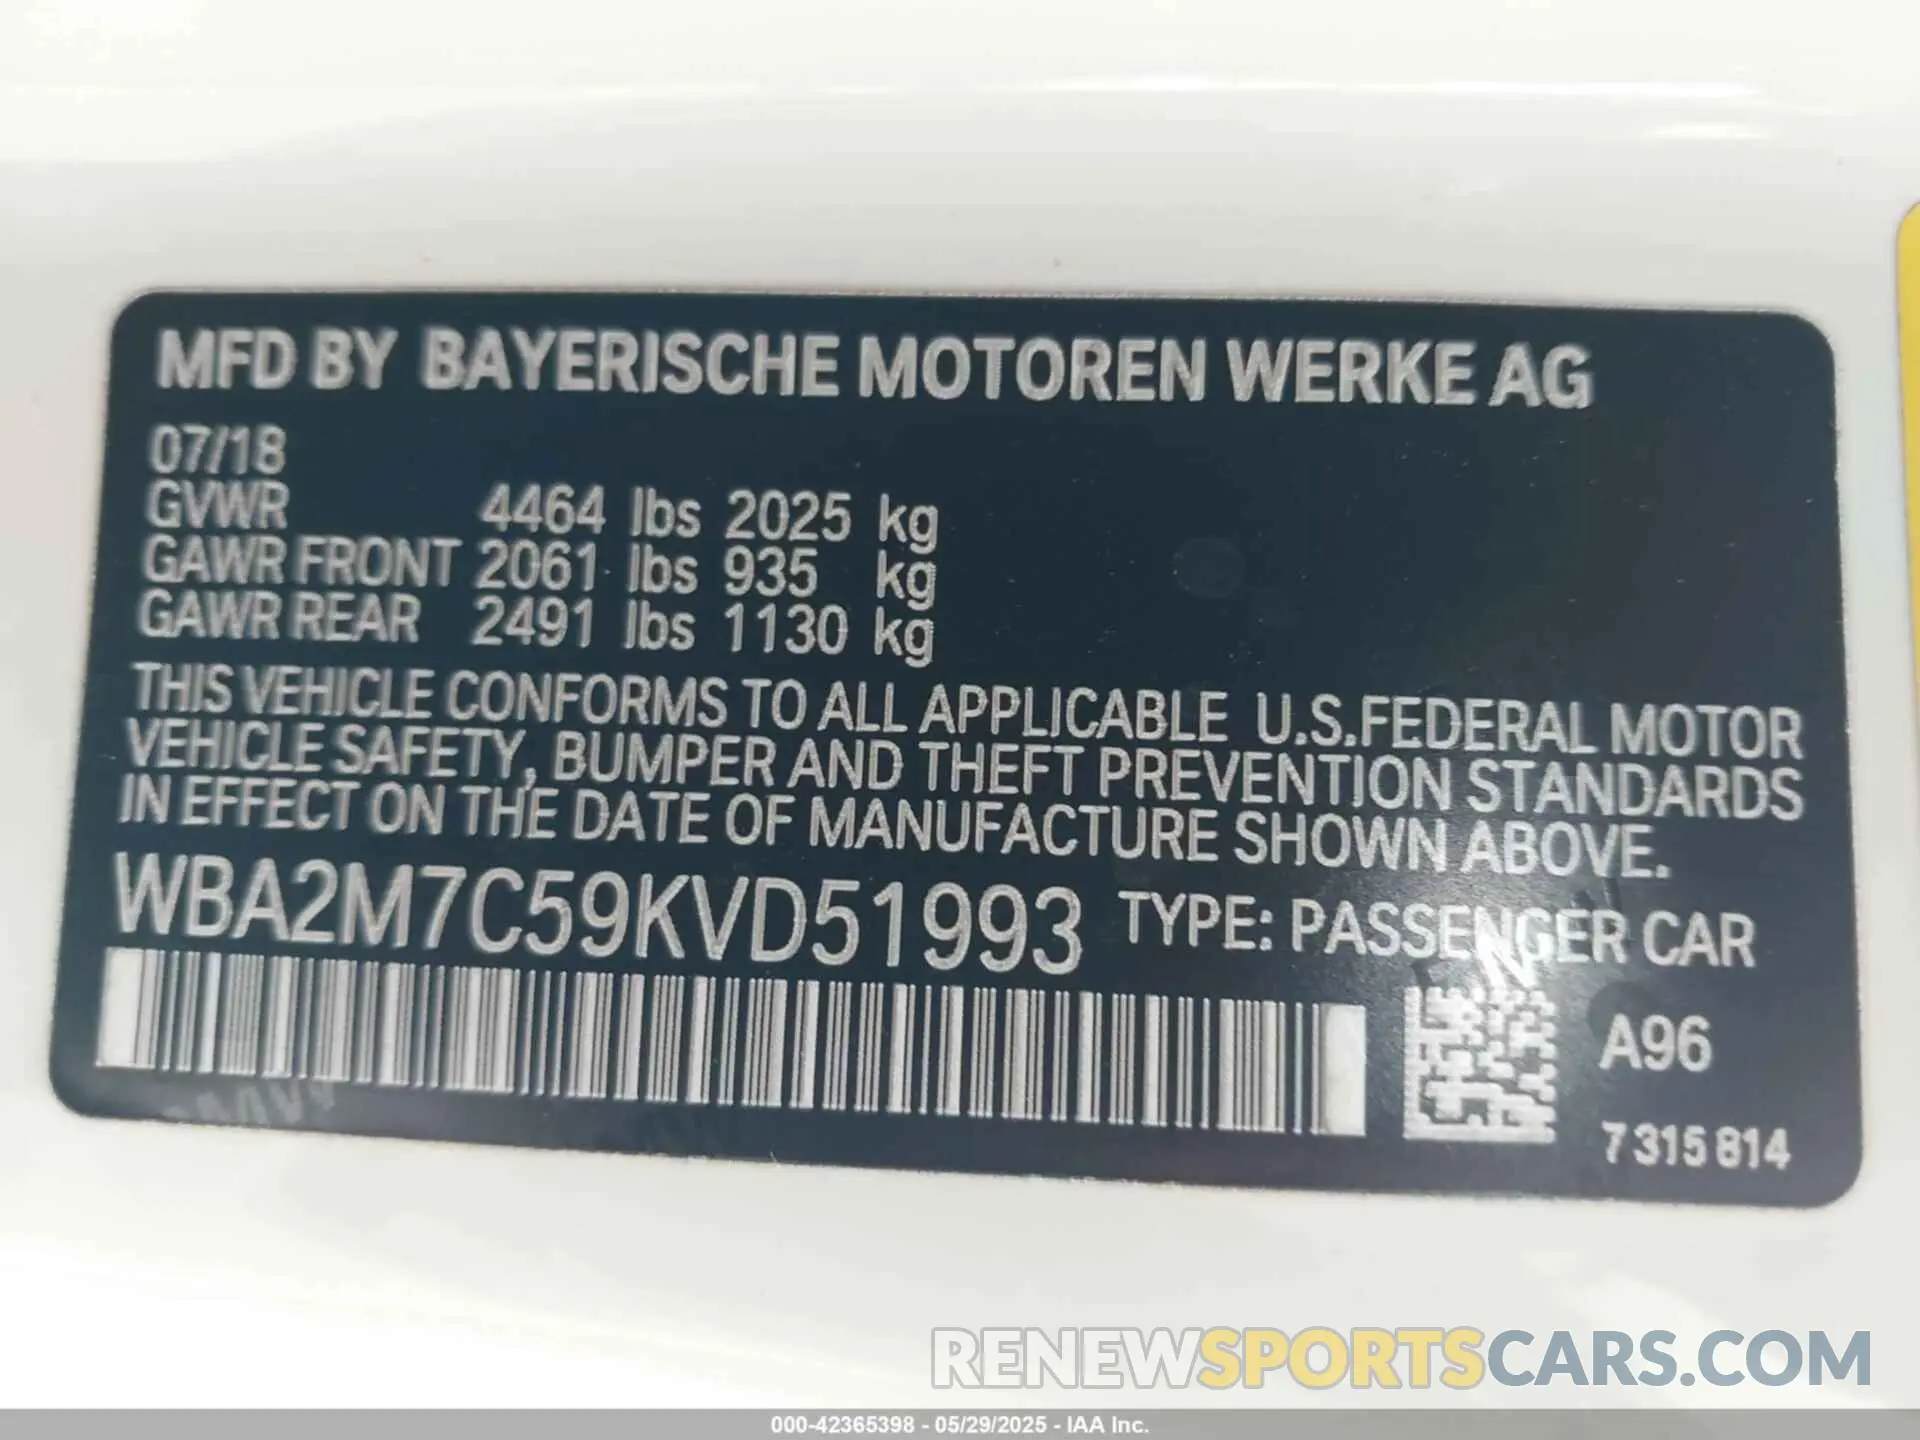 MFD BY BAYERISCHE MOTOREN WERKE AG
07/18
GVWR 4464 lbs 2025 kg
GAWR FRONT 2061 lbs 935 kg
GAWR REAR 2491 lbs 1130 kg
THIS VEHICLE CONFORMS TO ALL APPLICABLE U.S.FEDERAL MOTOR
VEHICLE SAFETY, BUMPER AND THEFT PREVENTION STANDARDS
IN EFFECT ON THE DATE OF MANUFACTURE SHOWN ABOVE.
WBA2M7C59KVD51993 TYPE: PASSENGER CAR
A96
7 315 814
RENEWSPORTSCARS.COM
000-42365398 - 05/29/2025 - IAA Inc.